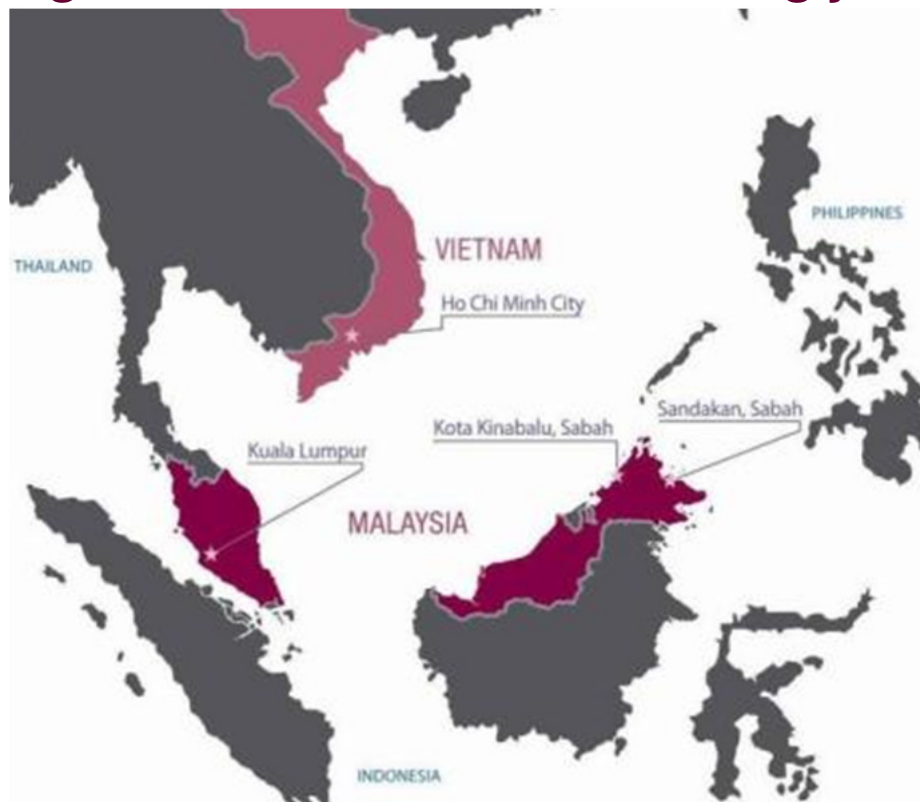 PHILIPPINES
VIETNAM
THAILAND
Ho Chi Minh City
Sandakan, Sabah
Kota Kinabalu, Sabah
Kuala Lumpur
MALAYSIA
INDONESIA